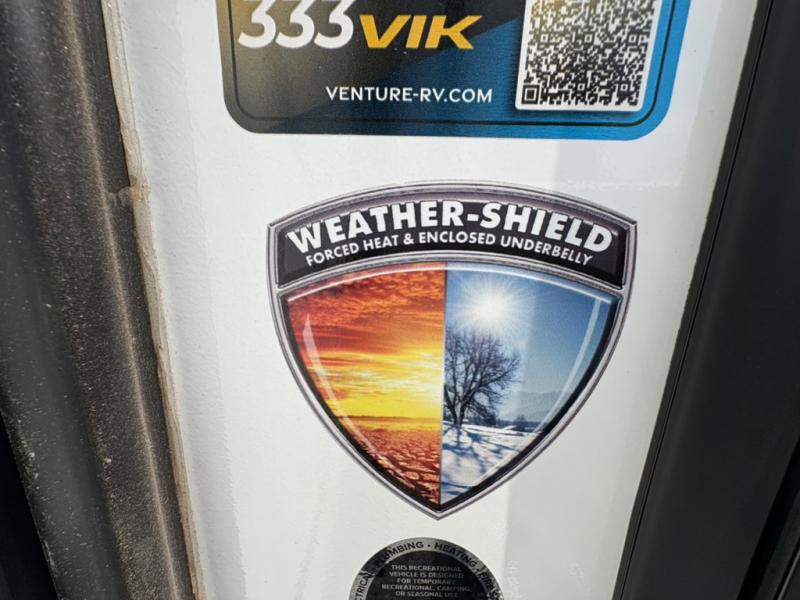 333VIK
VENTURE-RV.COM
WEATHER-SHIELD
FORCED HEAT & ENCLOSED UNDERBELLY
PLUMBING • HEATING •
THIS RECREATIONAL
VEHICLE IS DESIGNED
FOR TEMPORARY
RECREATIONAL, CAMPING,
OR SEASONAL USE